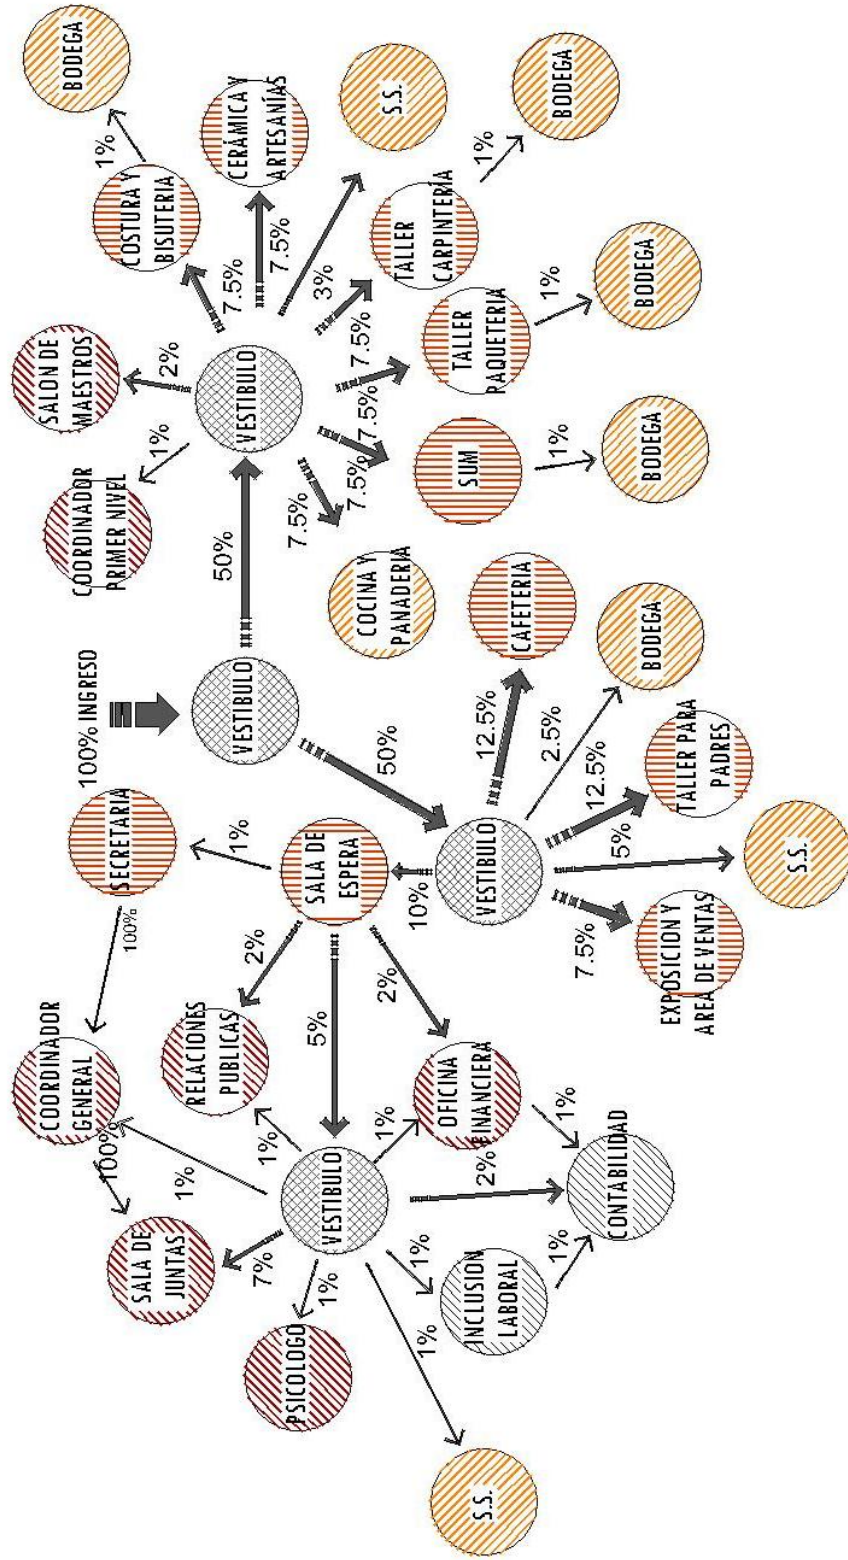 BODEGA
1%
COSTURA Y
BISUTERIA
CERÁMICA Y
ARTESANÍAS
S.S.
BODEGA
1%
TALLER
CARPINTERÍA
7.5%
7.5%
3%
7.5%
SALON DE
MAESTROS
2%
VESTIBULO
7.5%
TALLER
PAQUETERIA
1%
BODEGA
COORDINADOR
PRIMER NIVEL
1%
7.5%
7.5%
SUM
1%
BODEGA
50%
COCINA Y
PANADERIA
CAFETERIA
100% INGRESO
VESTIBULO
50%
12.5%
2.5%
BODEGA
12.5%
TALLER PARA
PADRES
SECRETARIA
1%
SALA DE
ESPERA
10%
VESTIBULO
5%
S.S.
7.5%
EXPOSICION Y
AREA DE VENTAS
100%
2%
5%
2%
COORDINADOR
GENERAL
RELACIONES
PUBLICAS
OFICINA
FINANCIERA
100%
1%
1%
1%
1%
2%
VESTIBULO
CONTABILIDAD
SALA DE
JUNTAS
7%
1%
1%
1%
INCLUSION
LABORAL
PSICOLOGO
1%
S.S.